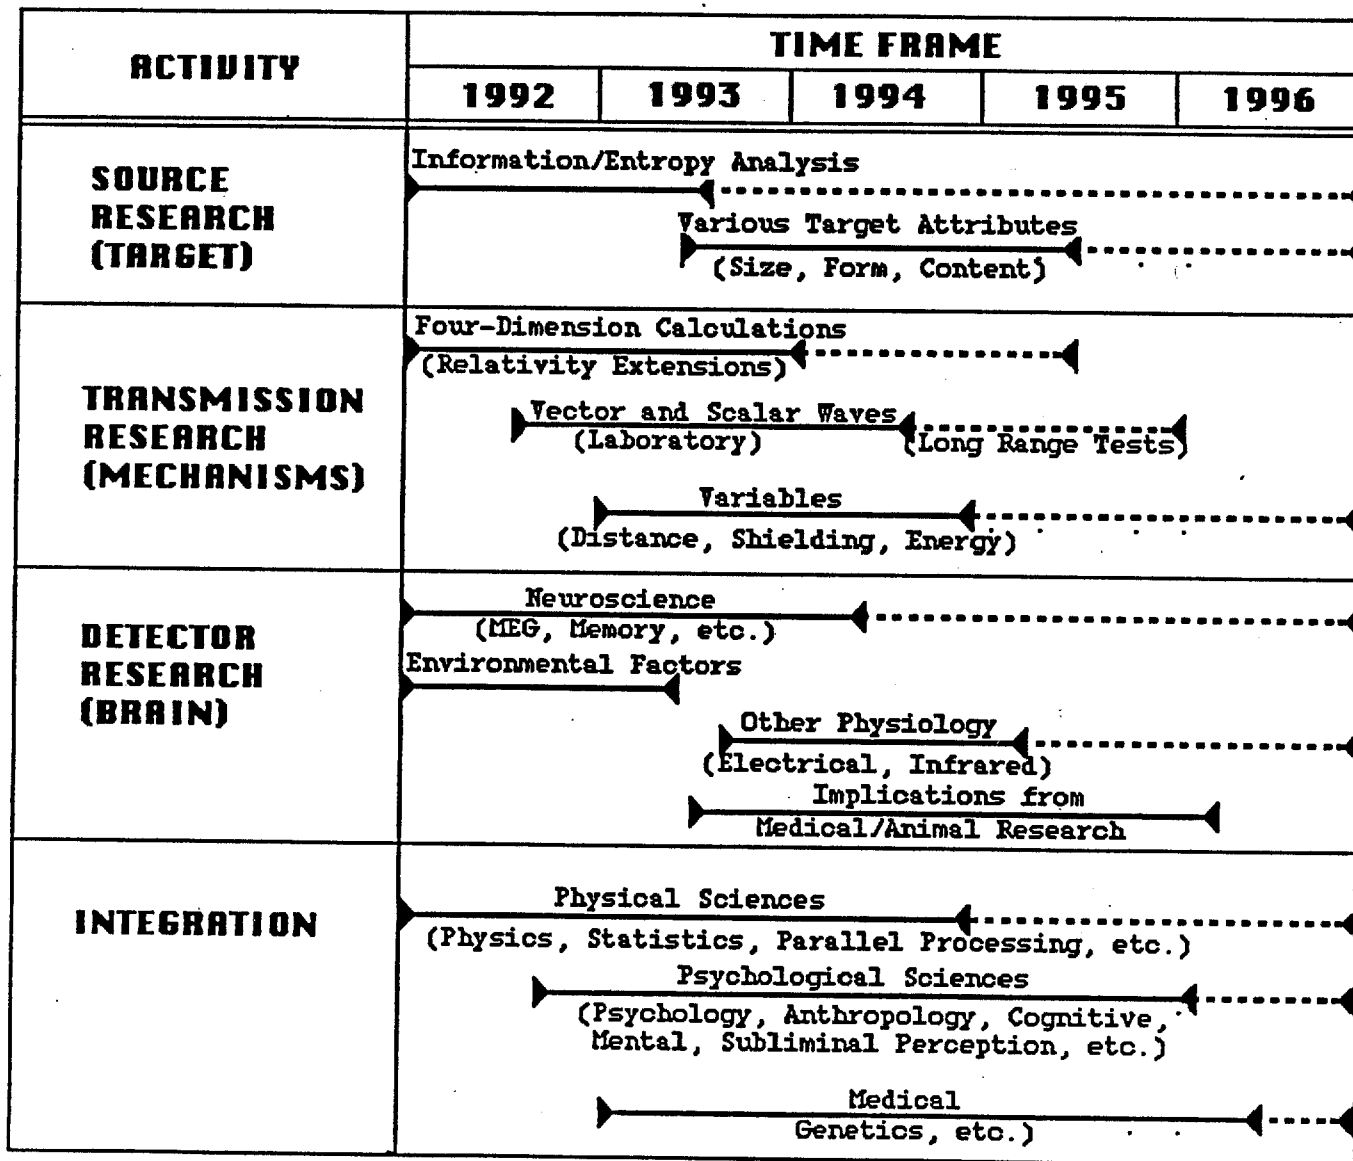 ACTIVITY
TIME FRAME
1992 1993 1994 1995 1996
SOURCE
RESEARCH
(TARGET)
Information/Entropy Analysis
Various Target Attributes
(Size, Form, Content)
TRANSMISSION
RESEARCH
(MECHANISMS)
Four-Dimension Calculations
(Relativity Extensions)
Vector and Scalar Waves
(Laboratory) (Long Range Tests)
Variables
(Distance, Shielding, Energy)
DETECTOR
RESEARCH
(BRAIN)
Neuroscience
(MEG, Memory, etc.)
Environmental Factors
Other Physiology
(Electrical, Infrared)
Implications from
Medical/Animal Research
INTEGRATION
Physical Sciences
(Physics, Statistics, Parallel Processing, etc.)
Psychological Sciences
(Psychology, Anthropology, Cognitive,
Mental, Subliminal Perception, etc.)
Medical
Genetics, etc.)